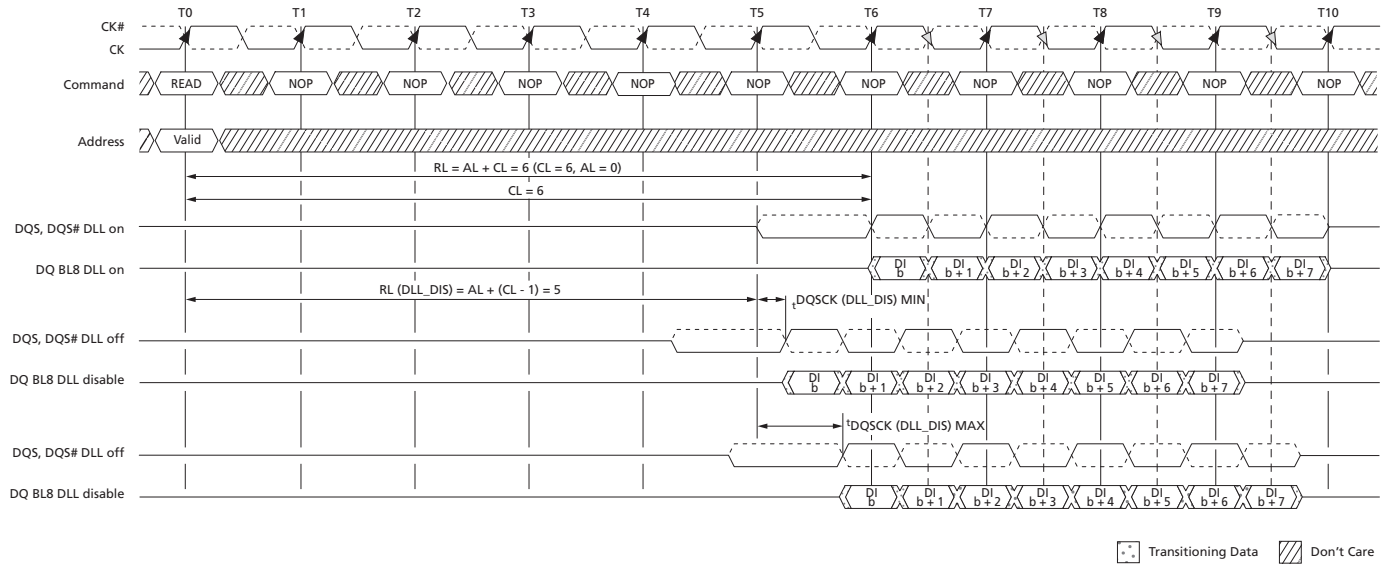 T0 T1 T2 T3 T4 T5 T6 T7 T8 T9 T10
CK#
CK
Command READ NOP NOP NOP NOP NOP NOP NOP NOP NOP NOP
Address Valid
RL = AL + CL = 6 (CL = 6, AL = 0)
CL = 6
DQS, DQS# DLL on
DQ BL8 DLL on DI b DI b + 1 DI b + 2 DI b + 3 DI b + 4 DI b + 5 DI b + 6 DI b + 7
RL (DLL_DIS) = AL + (CL - 1) = 5 tDQSCK (DLL_DIS) MIN
DQS, DQS# DLL off
DQ BL8 DLL disable DI b DI b + 1 DI b + 2 DI b + 3 DI b + 4 DI b + 5 DI b + 6 DI b + 7
tDQSCK (DLL_DIS) MAX
DQS, DQS# DLL off
DQ BL8 DLL disable DI b DI b + 1 DI b + 2 DI b + 3 DI b + 4 DI b + 5 DI b + 6 DI b + 7
Transitioning Data Don't Care